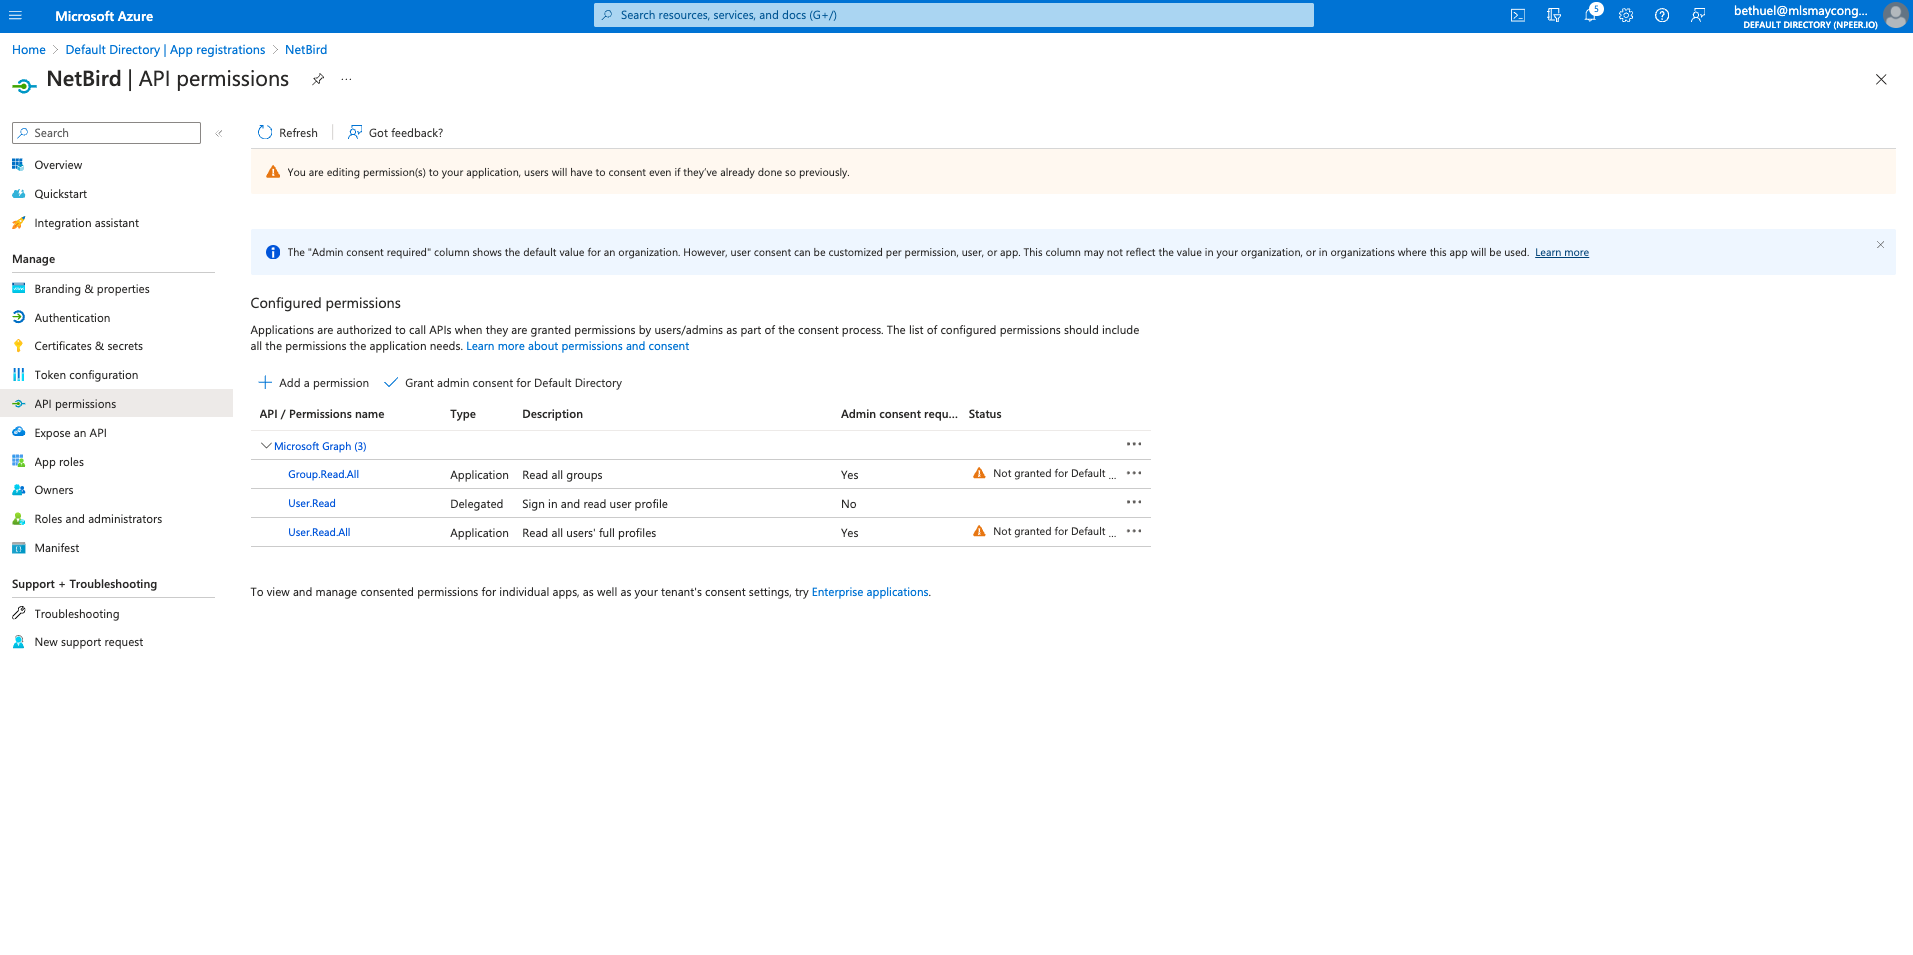 Microsoft Azure
Search resources, services, and docs (G+/)
5
bethuel@mlsmaycong...
DEFAULT DIRECTORY (NPEER.IO)
Home > Default Directory | App registrations > NetBird
NetBird | API permissions
Search
Refresh
Got feedback?
You are editing permission(s) to your application, users will have to consent even if they've already done so previously.
The "Admin consent required" column shows the default value for an organization. However, user consent can be customized per permission, user, or app. This column may not reflect the value in your organization, or in organizations where this app will be used. Learn more
Overview
Quickstart
Integration assistant
Manage
Branding & properties
Authentication
Certificates & secrets
Token configuration
API permissions
Expose an API
App roles
Owners
Roles and administrators
Manifest
Support + Troubleshooting
Troubleshooting
New support request
Configured permissions
Applications are authorized to call APIs when they are granted permissions by users/admins as part of the consent process. The list of configured permissions should include
all the permissions the application needs. Learn more about permissions and consent
Add a permission
Grant admin consent for Default Directory
API / Permissions name Type Description Admin consent requ... Status
Microsoft Graph (3)
Group.Read.All Application Read all groups Yes Not granted for Default ...
User.Read Delegated Sign in and read user profile No
User.Read.All Application Read all users' full profiles Yes Not granted for Default ...
To view and manage consented permissions for individual apps, as well as your tenant's consent settings, try Enterprise applications.